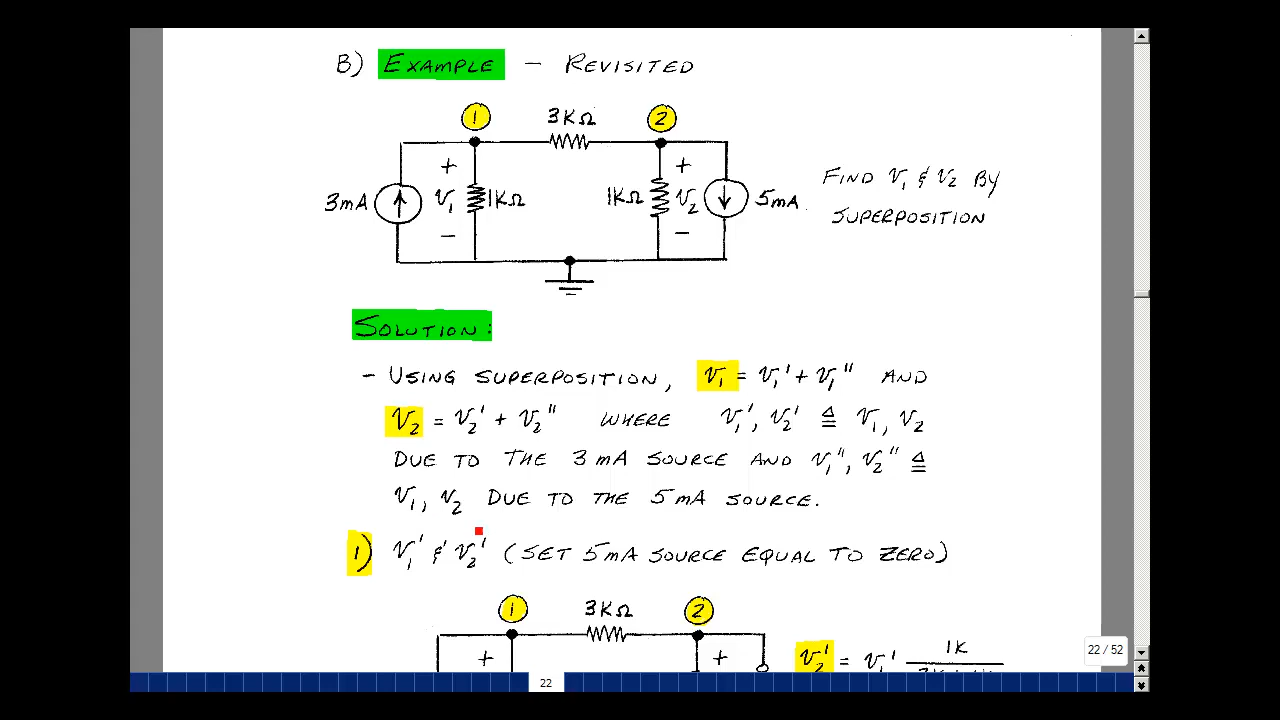 B) EXAMPLE - REVISITED
1 3KΩ 2
3mA + V1 - 1KΩ 1KΩ + V2 - 5mA
FIND V1 & V2 BY
SUPERPOSITION
SOLUTION:
- USING SUPERPOSITION, V1 = V1' + V1" AND
V2 = V2' + V2" WHERE V1', V2' ≜ V1, V2
DUE TO THE 3 mA SOURCE AND V1", V2" ≜
V1, V2 DUE TO THE 5 mA SOURCE.
1) V1' & V2' (SET 5mA SOURCE EQUAL TO ZERO)
1 3KΩ 2
+ + V2' = V1' 1K
22 / 52
22